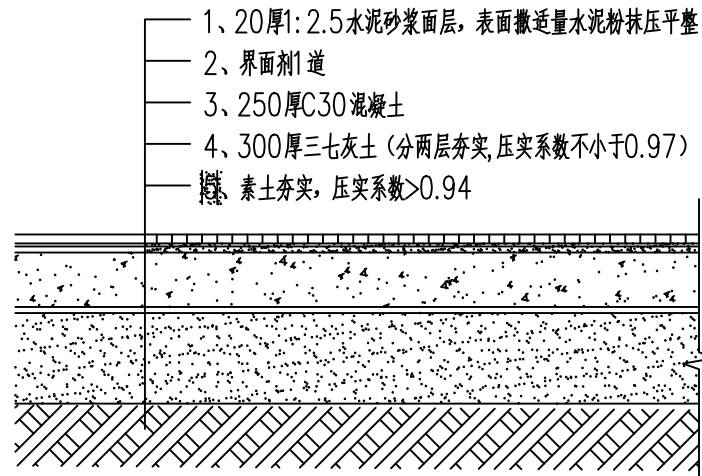 1、20厚1:2.5水泥砂浆面层，表面撒适量水泥粉抹压平整
2、界面剂1道
3、250厚C30混凝土
4、300厚三七灰土（分两层夯实,压实系数不小于0.97）
、素土夯实，压实系数>0.94